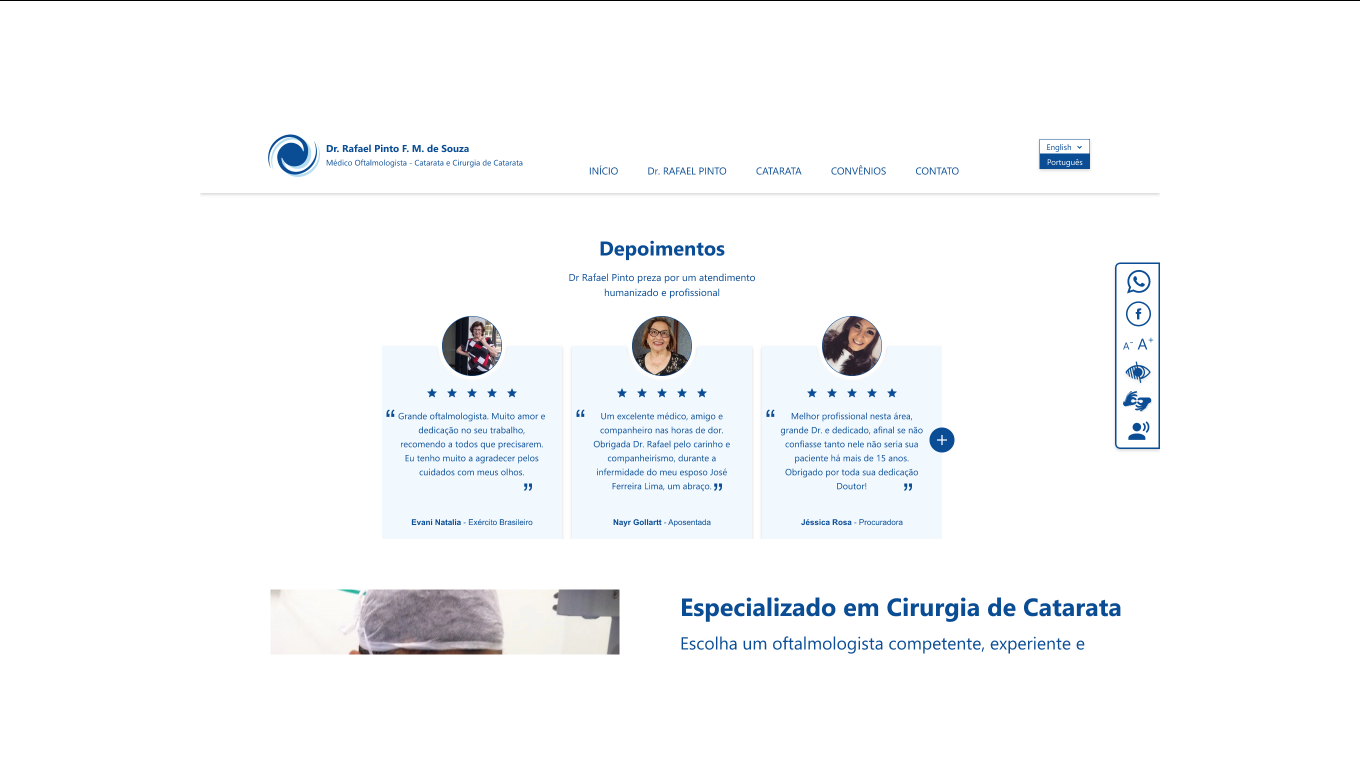 Dr. Rafael Pinto F. M. de Souza
Médico Oftalmologista - Catarata e Cirurgia de Catarata
INÍCIO
Dr. RAFAEL PINTO
CATARATA
CONVÊNIOS
CONTATO
English
Português
Depoimentos
Dr Rafael Pinto preza por um atendimento
humanizado e profissional
A- A+
“ Grande oftalmologista. Muito amor e
dedicação no seu trabalho,
recomendo a todos que precisarem.
Eu tenho muito a agradecer pelos
cuidados com meus olhos.
”
Evani Natalia - Exército Brasileiro
“ Um excelente médico, amigo e
companheiro nas horas de dor.
Obrigada Dr. Rafael pelo carinho e
companheirismo, durante a
infermidade do meu esposo José
Ferreira Lima, um abraço. ”
Nayr Gollartt - Aposentada
“ Melhor profissional nesta área,
grande Dr. e dedicado, afinal se não
confiasse tanto nele não seria sua
paciente há mais de 15 anos.
Obrigado por toda sua dedicação
Doutor! ”
Jéssica Rosa - Procuradora
Especializado em Cirurgia de Catarata
Escolha um oftalmologista competente, experiente e